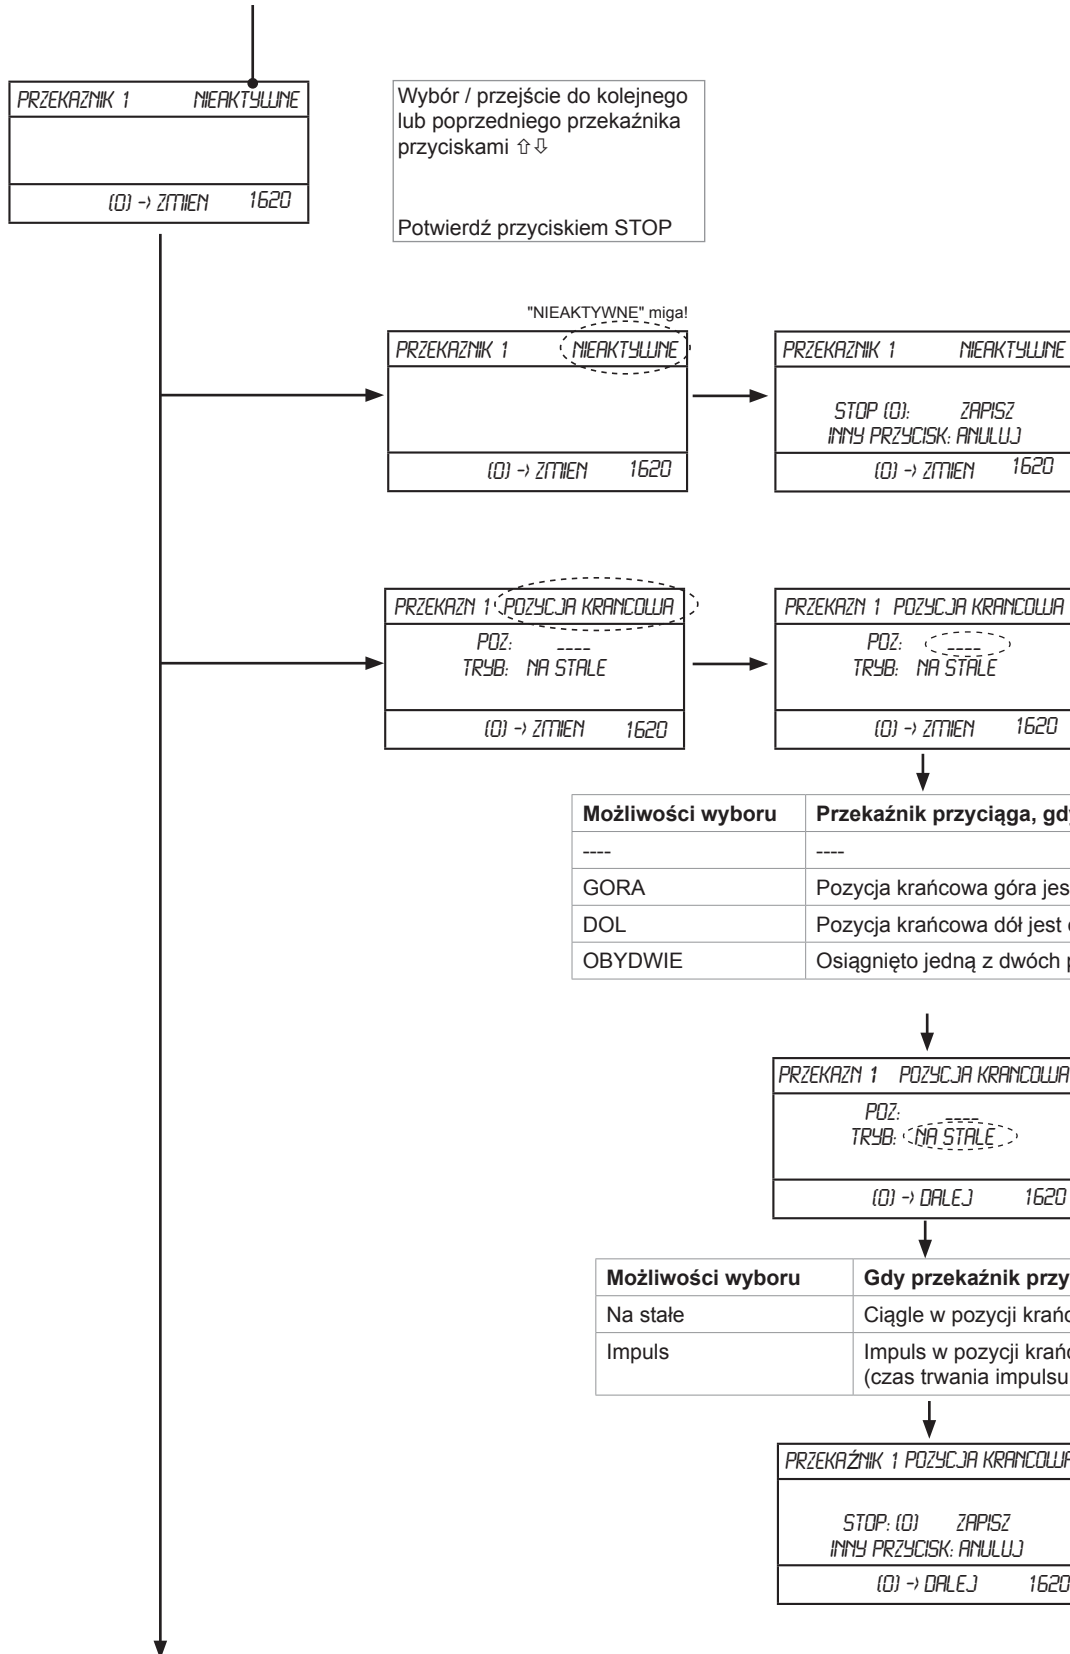 PRZEKAZNIK 1 NIEAKTYWNE
(0) -> ZMIEN 1620
Wybór / przejście do kolejnego
lub poprzedniego przekaźnika
przyciskami ⇧⇩
Potwierdź przyciskiem STOP
"NIEAKTYWNE" miga!
PRZEKAZNIK 1 NIEAKTYWNE
(0) -> ZMIEN 1620
PRZEKAZNIK 1 NIEAKTYWNE
STOP (0): ZAPISZ
INNY PRZYCISK: ANULUJ
(0) -> ZMIEN 1620
PRZEKAZN 1 POZYCJA KRANCOWA
POZ: ----
TRYB: NA STALE
(0) -> ZMIEN 1620
PRZEKAZN 1 POZYCJA KRANCOWA
POZ: ----
TRYB: NA STALE
(0) -> ZMIEN 1620
Możliwości wyboru Przekaźnik przyciąga,
---- ----
GORA Pozycja krańcowa góra
DOL Pozycja krańcowa dół jest
OBYDWIE Osiągnięto jedną z dwóch
PRZEKAZN 1 POZYCJA KRANCOWA
POZ: ----
TRYB: NA STALE
(0) -> DALEJ 1620
Możliwości wyboru Gdy przekaźnik
Na stałe Ciągle w pozycji
Impuls Impuls w pozycji
(czas trwania impulsu
PRZEKAŹNIK 1 POZYCJA KRANCOWA
STOP: (0) ZAPISZ
INNY PRZYCISK: ANULUJ
(0) -> DALEJ 1620